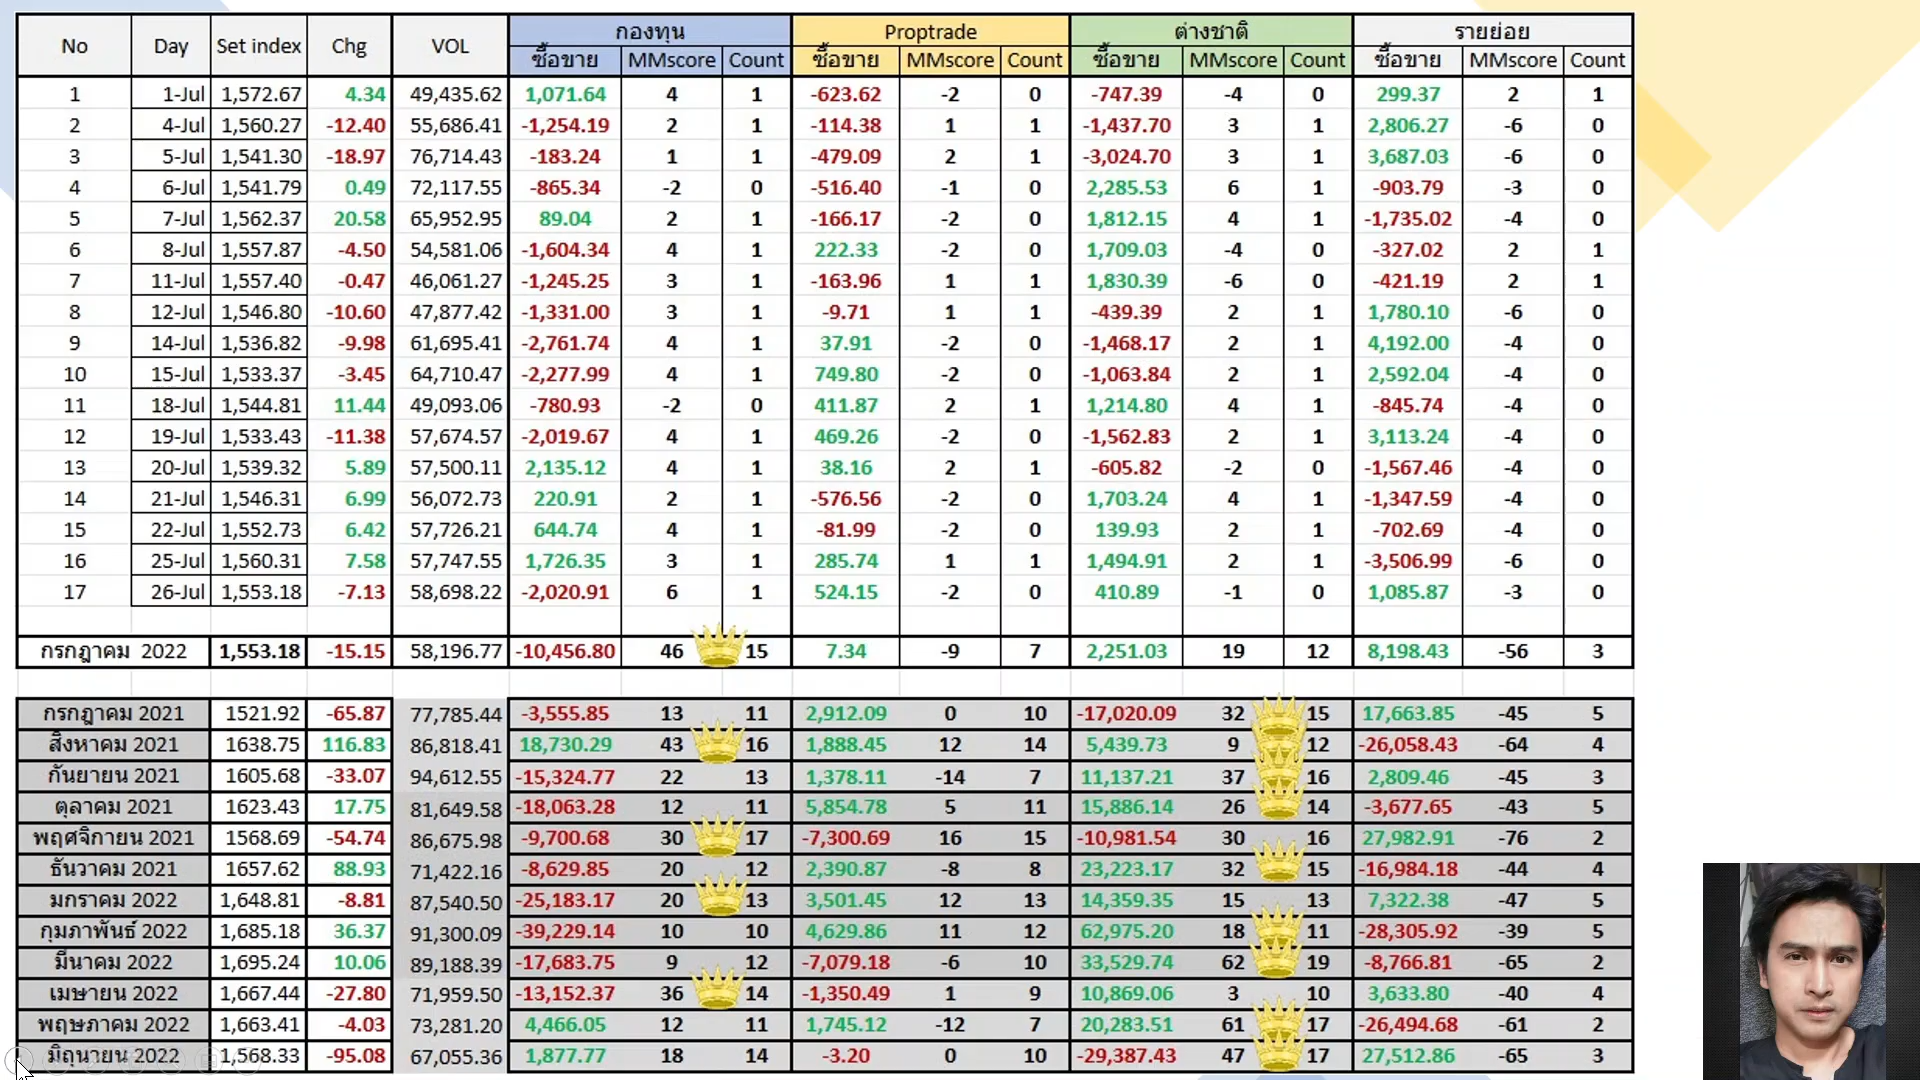 No Day Set index Chg VOL กองทุน Proptrade ต่างชาติ รายย่อย
ซื้อขาย MMscore Count ซื้อขาย MMscore Count ซื้อขาย MMscore Count ซื้อขาย MMscore Count
1 1-Jul 1,572.67 4.34 49,435.62 1,071.64 4 1 -623.62 -2 0 -747.39 -4 0 299.37 2 1
2 4-Jul 1,560.27 -12.40 55,686.41 -1,254.19 2 1 -114.38 1 1 -1,437.70 3 1 2,806.27 -6 0
3 5-Jul 1,541.30 -18.97 76,714.43 -183.24 1 1 -479.09 2 1 -3,024.70 3 1 3,687.03 -6 0
4 6-Jul 1,541.79 0.49 72,117.55 -865.34 -2 0 -516.40 -1 0 2,285.53 6 1 -903.79 -3 0
5 7-Jul 1,562.37 20.58 65,952.95 89.04 2 1 -166.17 -2 0 1,812.15 4 1 -1,735.02 -4 0
6 8-Jul 1,557.87 -4.50 54,581.06 -1,604.34 4 1 222.33 -2 0 1,709.03 -4 0 -327.02 2 1
7 11-Jul 1,557.40 -0.47 46,061.27 -1,245.25 3 1 -163.96 1 1 1,830.39 -6 0 -421.19 2 1
8 12-Jul 1,546.80 -10.60 47,877.42 -1,331.00 3 1 -9.71 1 1 -439.39 2 1 1,780.10 -6 0
9 14-Jul 1,536.82 -9.98 61,695.41 -2,761.74 4 1 37.91 -2 0 -1,468.17 2 1 4,192.00 -4 0
10 15-Jul 1,533.37 -3.45 64,710.47 -2,277.99 4 1 749.80 -2 0 -1,063.84 2 1 2,592.04 -4 0
11 18-Jul 1,544.81 11.44 49,093.06 -780.93 -2 0 411.87 2 1 1,214.80 4 1 -845.74 -4 0
12 19-Jul 1,533.43 -11.38 57,674.57 -2,019.67 4 1 469.26 -2 0 -1,562.83 2 1 3,113.24 -4 0
13 20-Jul 1,539.32 5.89 57,500.11 2,135.12 4 1 38.16 2 1 -605.82 -2 0 -1,567.46 -4 0
14 21-Jul 1,546.31 6.99 56,072.73 220.91 2 1 -576.56 -2 0 1,703.24 4 1 -1,347.59 -4 0
15 22-Jul 1,552.73 6.42 57,726.21 644.74 4 1 -81.99 -2 0 139.93 2 1 -702.69 -4 0
16 25-Jul 1,560.31 7.58 57,747.55 1,726.35 3 1 285.74 1 1 1,494.91 2 1 -3,506.99 -6 0
17 26-Jul 1,553.18 -7.13 58,698.22 -2,020.91 6 1 524.15 -2 0 410.89 -1 0 1,085.87 -3 0
กรกฎาคม 2022 1,553.18 -15.15 58,196.77 -10,456.80 46 15 7.34 -9 7 2,251.03 19 12 8,198.43 -56 3
กรกฎาคม 2021 1521.92 -65.87 77,785.44 -3,555.85 13 11 2,912.09 0 10 -17,020.09 32 15 17,663.85 -45 5
สิงหาคม 2021 1638.75 116.83 86,818.41 18,730.29 43 16 1,888.45 12 14 5,439.73 9 12 -26,058.43 -64 4
กันยายน 2021 1605.68 -33.07 94,612.55 -15,324.77 22 13 1,378.11 -14 7 11,137.21 37 16 2,809.46 -45 3
ตุลาคม 2021 1623.43 17.75 81,649.58 -18,063.28 12 11 5,854.78 5 11 15,886.14 26 14 -3,677.65 -43 5
พฤศจิกายน 2021 1568.69 -54.74 86,675.98 -9,700.68 30 17 -7,300.69 16 15 -10,981.54 30 16 27,982.91 -76 2
ธันวาคม 2021 1657.62 88.93 71,422.16 -8,629.85 20 12 2,390.87 -8 8 23,223.17 32 15 -16,984.18 -44 4
มกราคม 2022 1,648.81 -8.81 87,540.50 -25,183.17 20 13 3,501.45 12 13 14,359.35 15 13 7,322.38 -47 5
กุมภาพันธ์ 2022 1,685.18 36.37 91,300.09 -39,229.14 10 10 4,629.86 11 12 62,975.20 18 11 -28,305.92 -39 5
มีนาคม 2022 1,695.24 10.06 89,188.39 -17,683.75 9 12 -7,079.18 -6 10 33,529.74 62 19 -8,766.81 -65 2
เมษายน 2022 1,667.44 -27.80 71,959.50 -13,152.37 36 14 -1,350.49 1 9 10,869.06 3 10 3,633.80 -40 4
พฤษภาคม 2022 1,663.41 -4.03 73,281.20 4,466.05 12 11 1,745.12 -12 7 20,283.51 61 17 -26,494.68 -61 2
มิถุนายน 2022 1,568.33 -95.08 67,055.36 1,877.77 18 14 -3.20 0 10 -29,387.43 47 17 27,512.86 -65 3